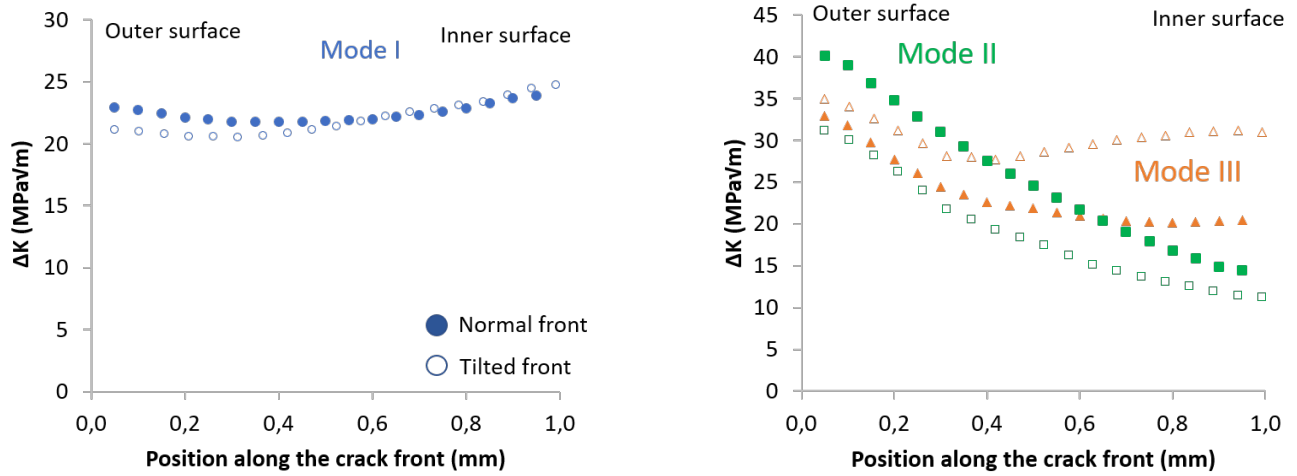 30
25
20
15
10
5
0
ΔK (MPa√m)
Outer surface
Inner surface
Mode I
Normal front
Tilted front
0,0
0,2
0,4
0,6
0,8
1,0
Position along the crack front (mm)
45
40
35
30
25
20
15
10
5
0
ΔK (MPa√m)
Outer surface
Inner surface
Mode II
Mode III
0,0
0,2
0,4
0,6
0,8
1,0
Position along the crack front (mm)